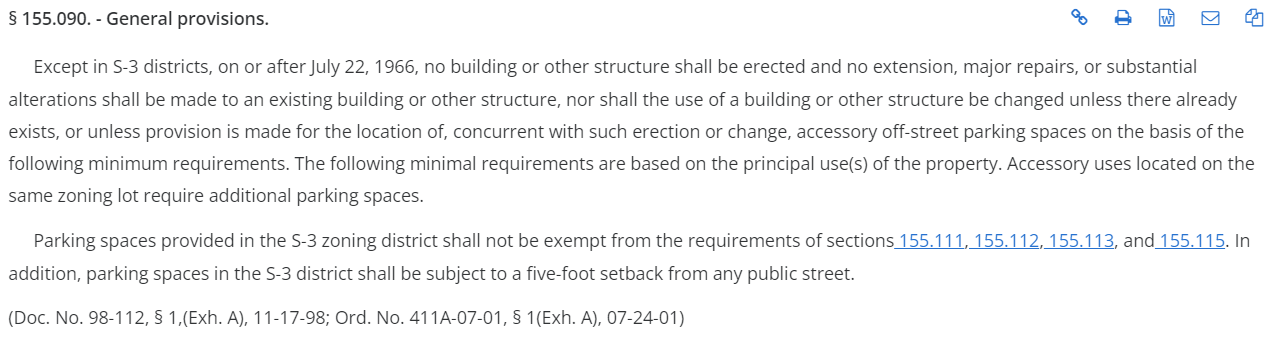 § 155.090. - General provisions.
Except in S-3 districts, on or after July 22, 1966, no building or other structure shall be erected and no extension, major repairs, or substantial
alterations shall be made to an existing building or other structure, nor shall the use of a building or other structure be changed unless there already
exists, or unless provision is made for the location of, concurrent with such erection or change, accessory off-street parking spaces on the basis of the
following minimum requirements. The following minimal requirements are based on the principal use(s) of the property. Accessory uses located on the
same zoning lot require additional parking spaces.
Parking spaces provided in the S-3 zoning district shall not be exempt from the requirements of sections 155.111, 155.112, 155.113, and 155.115. In
addition, parking spaces in the S-3 district shall be subject to a five-foot setback from any public street.
(Doc. No. 98-112, § 1,(Exh. A), 11-17-98; Ord. No. 411A-07-01, § 1(Exh. A), 07-24-01)